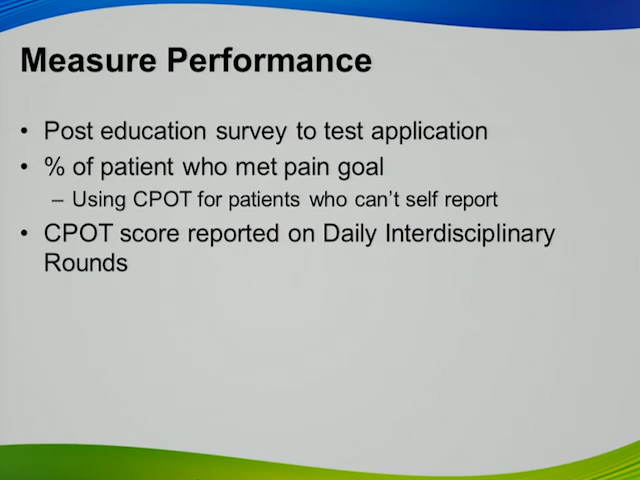 Measure Performance
• Post education survey to test application
• % of patient who met pain goal
– Using CPOT for patients who can't self report
• CPOT score reported on Daily Interdisciplinary
Rounds